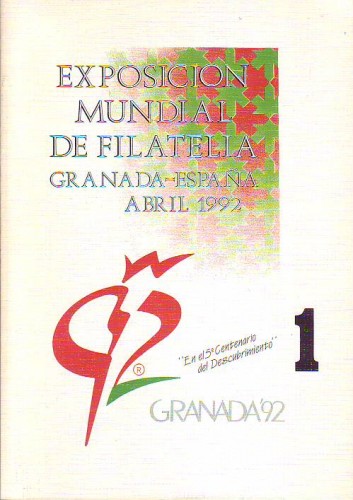 EXPOSICION
MUNDIAL
DE FILATELIA
GRANADA-ESPAÑA
ABRIL 1992
"En el 5º Centenario
del Descubrimiento"
1
®
GRANADA'92